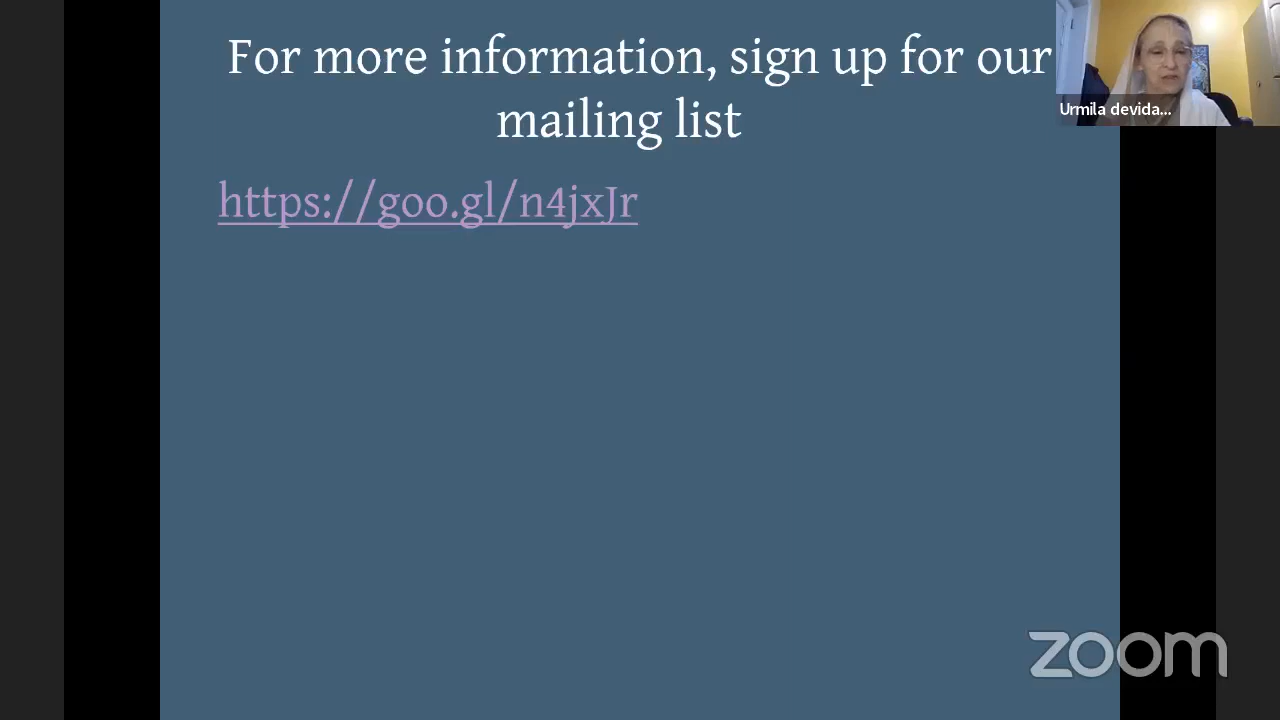 For more information, sign up for our
mailing list
https://goo.gl/n4jxJr
Urmila devida...
zoom